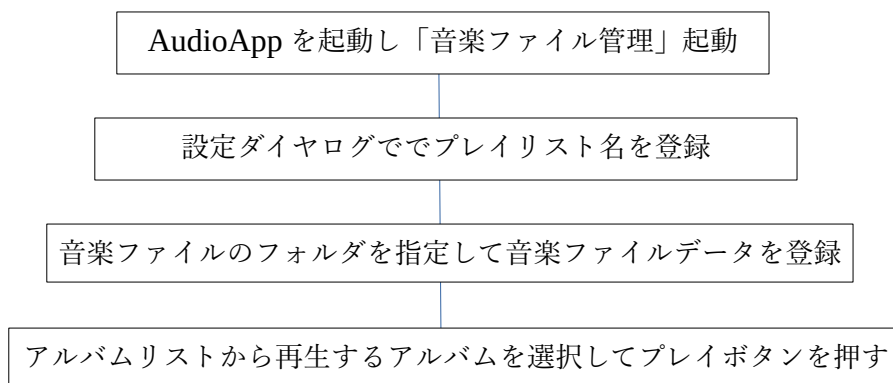 AudioApp を起動し「音楽ファイル管理」起動
設定ダイヤログででプレイリスト名を登録
音楽ファイルのフォルダを指定して音楽ファイルデータを登録
アルバムリストから再生するアルバムを選択してプレイボタンを押す